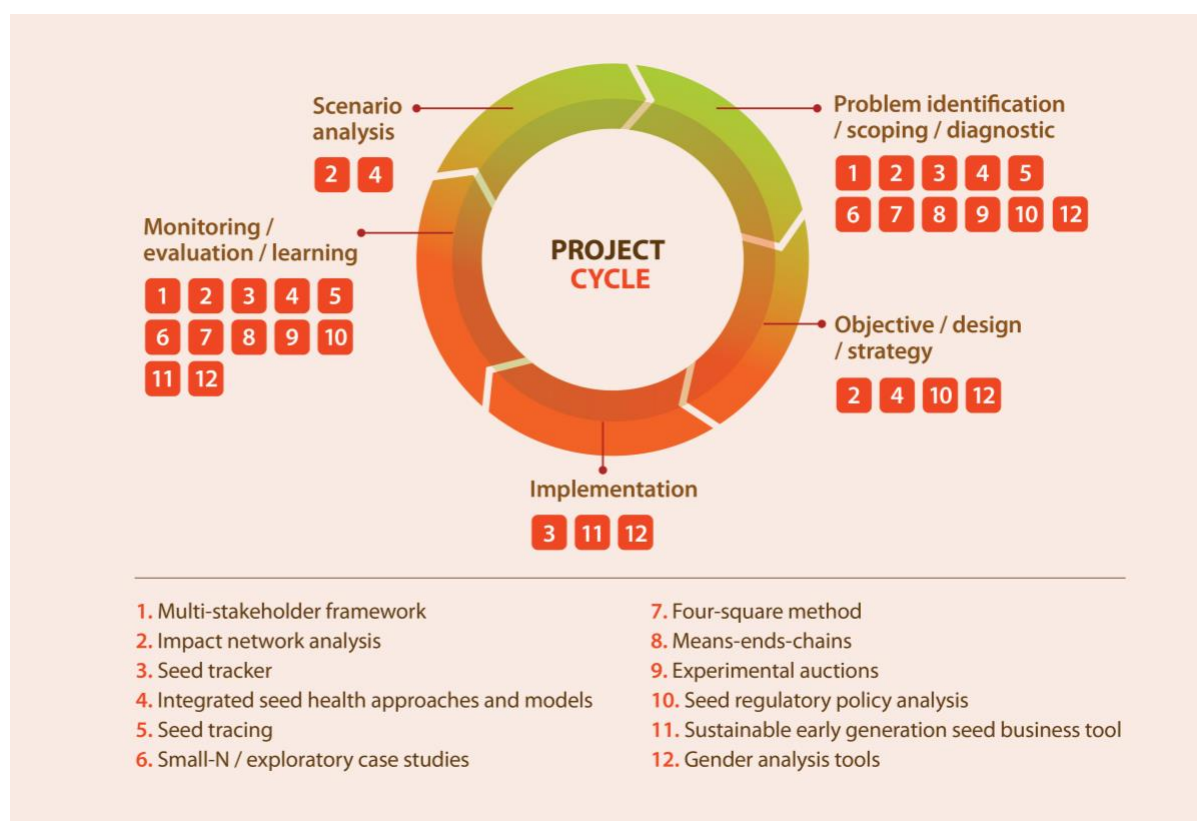 Scenario
analysis
2 4
Problem identification
/ scoping / diagnostic
1 2 3 4 5
6 7 8 9 10 12
Monitoring /
evaluation / learning
1 2 3 4 5
6 7 8 9 10
11 12
PROJECT
CYCLE
Objective / design
/ strategy
2 4 10 12
Implementation
3 11 12
1. Multi-stakeholder framework
2. Impact network analysis
3. Seed tracker
4. Integrated seed health approaches and models
5. Seed tracing
6. Small-N / exploratory case studies
7. Four-square method
8. Means-ends-chains
9. Experimental auctions
10. Seed regulatory policy analysis
11. Sustainable early generation seed business tool
12. Gender analysis tools